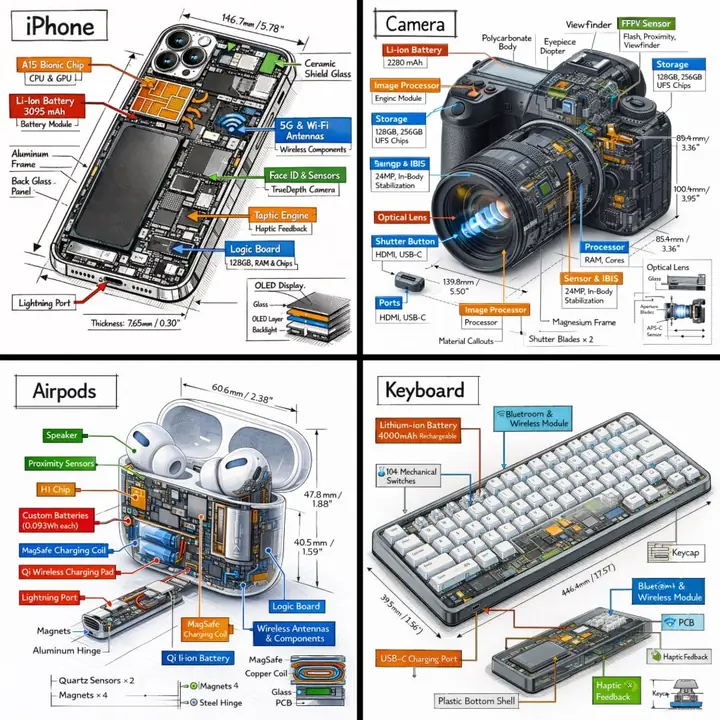 iPhone
146.7mm/5.78"
A15 Bionic Chip
CPU & GPU
Ceramic
Shield Glass
Li-Ion Battery
3095 mAh
Battery Module
5G & Wi-Fi
Antennas
Wireless Components
Aluminum
Frame
Back Glass
Panel
Face ID & Sensors
TrueDepth Camera
Taptic Engine
Haptic Feedback
Logic Board
128GB, RAM & Chips
Lightning Port
Thickness: 7.65mm / 0.30"
OLED Display.
Glass
OLED Layer
Backlight
Camera
Polycarbonate
Body
Eyepiece
Diopter
Viewfinder
FFPV Sensor
Flash, Proximity,
Viewfinder
Li-ion Battery
2280 mAh
Storage
128GB, 256GB
UFS Chips
Image Processor
Enginc Module
Storage
128GB, 256GB
UFS Chips
89.4mm/
3.36"
& IBIS
24MP, In-Body
Stabilization
100.4mm/
3.95"
Optical Lens
Shutter Button
HDMI, USB-C
Processor
RAM, Cores
85.4mm/
3.36"
139.8mm/
5.50"
Sensor & IBIS
24MP, In-Body
Stabilization
Ports
HDMI, USB-C
Image Processor
Processor
Magnesium Frame
Material Callouts
Shutter Blades × 2
Optical Lens
Glass
Aperture
Blades
APS-C
Sensor
Airpods
60.6mm/2.38"
Speaker
Proximity Sensors
H1 Chip
47.8mm/
1.88"
Custom Batteries
(0.093Wh each)
40.5mm/
1.59"
MagSafe Charging Coil
Qi Wireless Charging Pad
Lightning Port
Logic Board
Magnets
MagSafe
Charging Coil
Wireless Antennas
& Components
Aluminum Hinge
Qi li-ion Battery
MagSafe
Copper Coil
Glass
PCB
Quartz Sensors × 2
Magnets × 4
Magnets 4
Steel Hinge
Keyboard
Lithium-ion Battery
4000mAh Rechargeable
Bluetroom &
Wireless Module
104 Mechanical
Switches
Keycap
446.4mm/17.57")
395mm/1.56")
& Wireless Module
PCB
USB-C Charging Port
Haptic Fedback
Plastic Bottom Shell
Haptic
Feedback